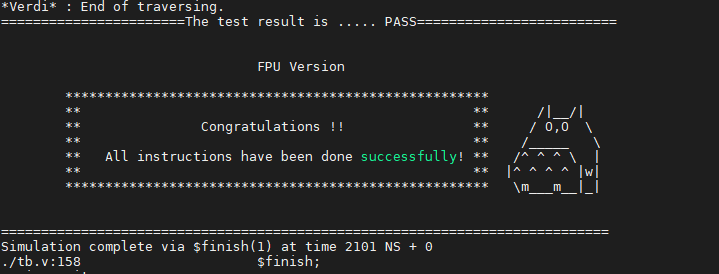 *Verdi* : End of traversing.
=======================The test result is ..... PASS=========================
FPU Version
*****************************************************
**                                                 **       /|__/|
**               Congratulations !!                **      / O,O  \
**                                                 **     /_____   \
**   All instructions have been done successfully! **    /^ ^ ^ \  |
**                                                 **   |^ ^ ^ ^ |w|
*****************************************************    \m___m__|_|
============================================================================
Simulation complete via $finish(1) at time 2101 NS + 0
./tb.v:158                      $finish;